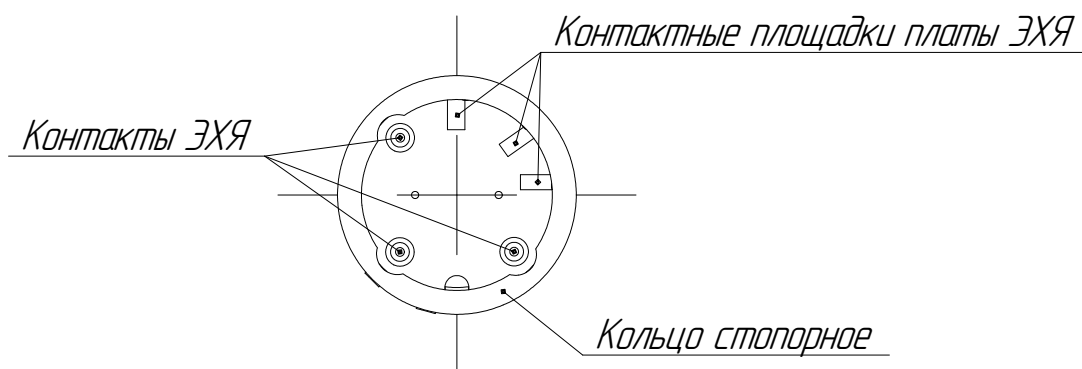 Контактные площадки платы ЭХЯ
Контакты ЭХЯ
Кольцо стопорное